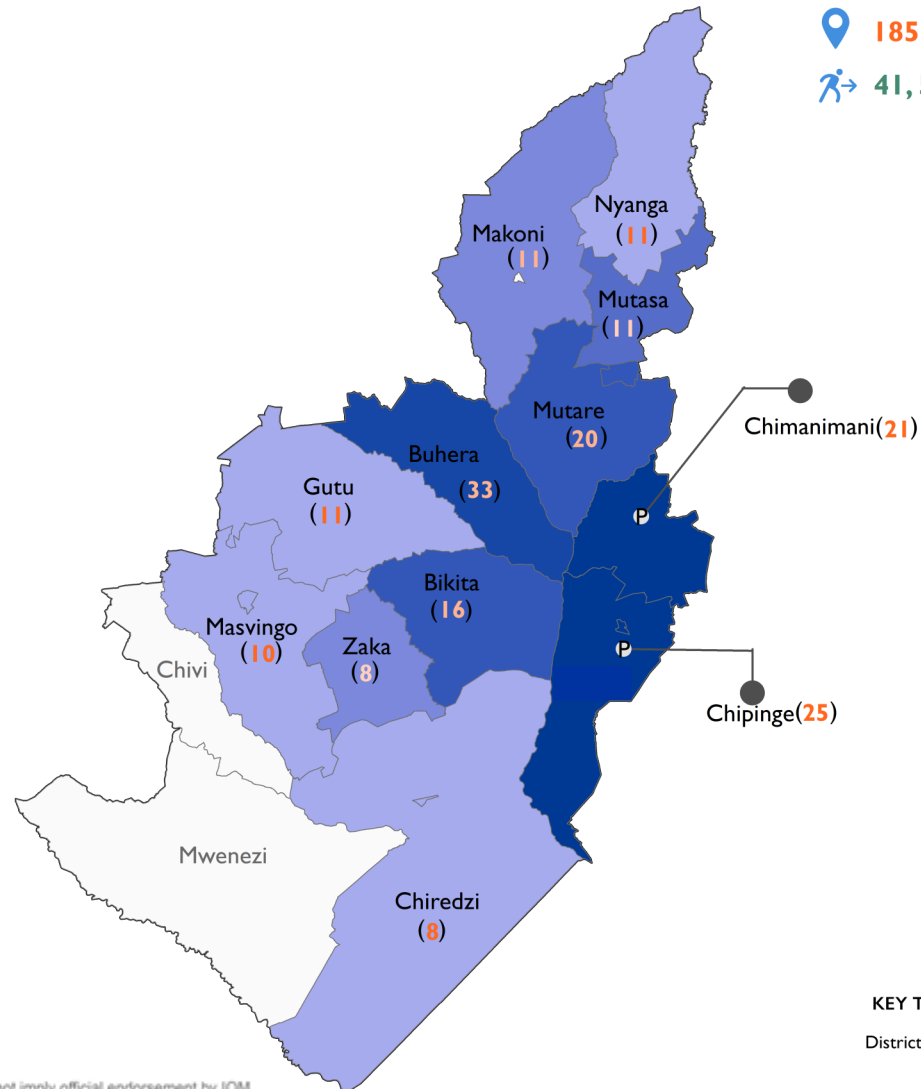 185
41,
Nyanga
(11)
Makoni
(11)
Mutasa
(11)
Mutare
(20)
Chimanimani(21)
Buhera
(33)
Gutu
(11)
P
Bikita
(16)
Masvingo
(10)
Zaka
(8)
P
Chivi
Chipinge(25)
Mwenezi
Chiredzi
(8)
KEY T
District
not imply official endorsement by IOM